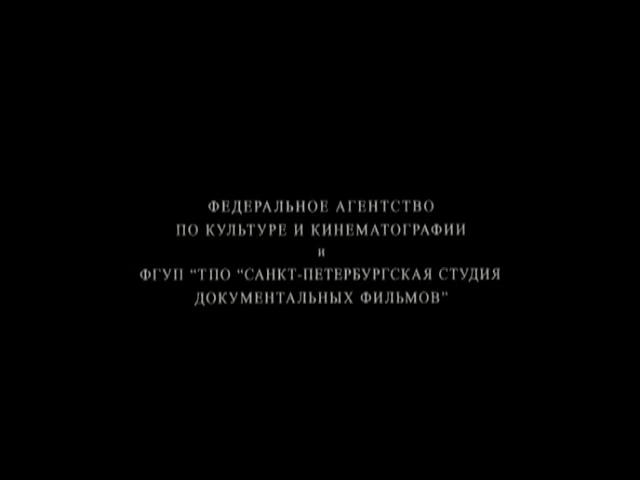 ФЕДЕРАЛЬНОЕ АГЕНТСТВО
ПО КУЛЬТУРЕ И КИНЕМАТОГРАФИИ
и
ФГУП “ТПО “САНКТ-ПЕТЕРБУРГСКАЯ СТУДИЯ
ДОКУМЕНТАЛЬНЫХ ФИЛЬМОВ”